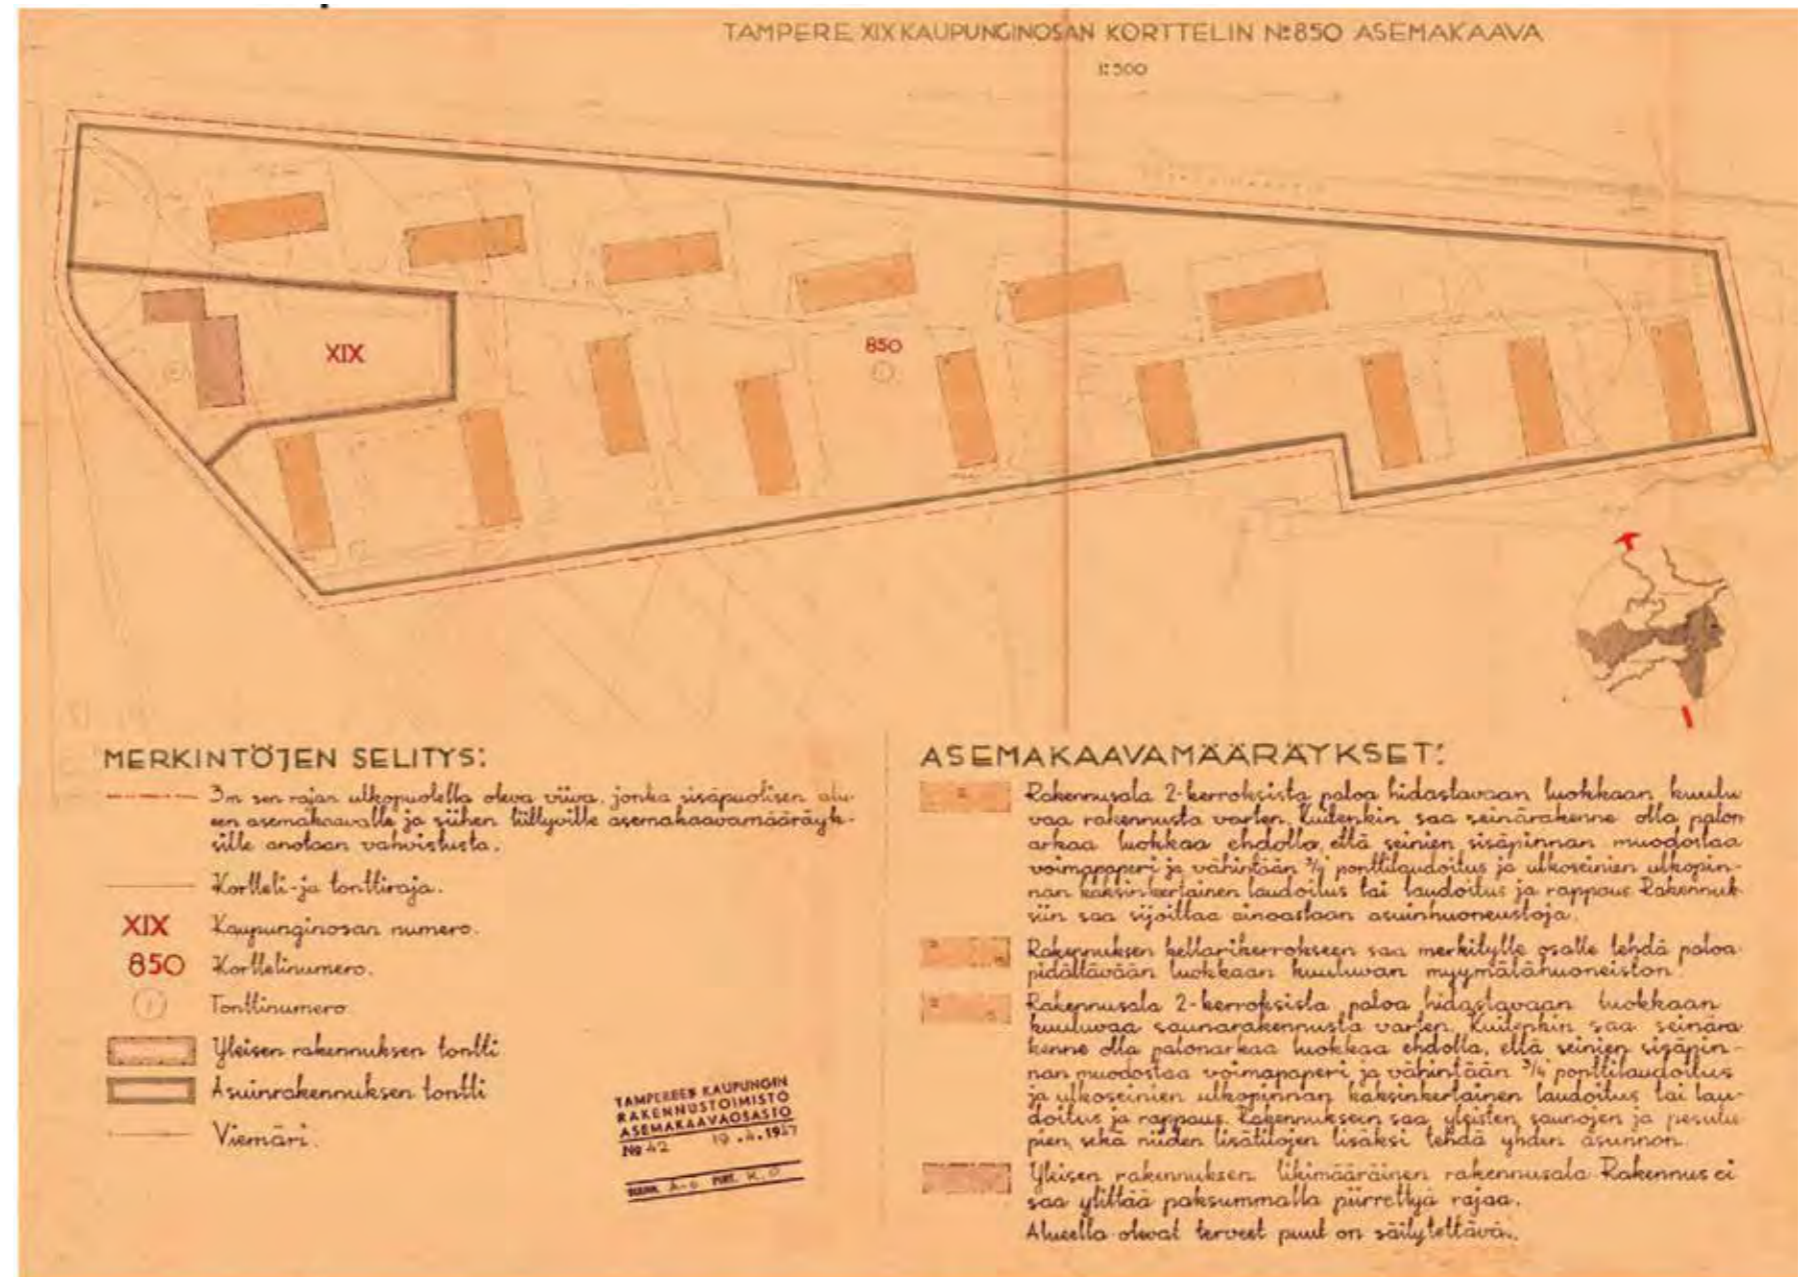 TAMPERE XIX KAUPUNGINOSAN KORTTELIN No 850 ASEMAKAAVA
1:500
XIX
850
MERKINTÖJEN SELITYS:
3m sen rajan ulkopuolella oleva viiva, jonka sisäpuolisen alu-
een asemakaavalle ja siihen liittyville asemakaavamääräyk-
sille anotaan vahvistusta.
Kortteli- ja tonttiraja.
XIX Kaupunginosan numero.
850 Korttelinumero.
1 Tonttinumero
Yleisen rakennuksen tontti
Asuinrakennuksen tontti
Viemäri.
TAMPEREEN KAUPUNGIN
RAKENNUSTOIMISTO
ASEMAKAAVAOSASTO
No 42 19.4.1947
A-o PIIRT. K.O
ASEMAKAAVAMÄÄRÄYKSET:
Rakennusala 2-kerroksista paloa hidastavaan luokkaan kuulu
vaa rakennusta varten. Kuitenkin saa seinärakenne olla palon
arkaa luokkaa ehdolla, että seinien sisäpinnan muodostaa
voimapaperi ja vähintään 3/4 ponttilaudoitus ja ulkoseinien ulkopin-
nan kaksinkertainen laudoitus tai laudoitus ja rappaus. Rakennuk-
siin saa sijoittaa ainoastaan asuinhuoneustoja.
Rakennuksen kellarikerrokseen saa merkitylle osalle tehdä paloa
pidättävään luokkaan kuuluvan myymälähuoneiston.
Rakennusala 2-kerroksista paloa hidastavaan luokkaan
kuuluvaa saunarakennusta varten. Kuitenkin saa seinära
kenne olla palonarkaa luokkaa ehdolla, että seinien sisäpin-
nan muodostaa voimapaperi ja vähintään 3/4 ponttilaudoitus
ja ulkoseinien ulkopinnan kaksinkertainen laudoitus tai lau-
doitus ja rappaus. Rakennukseen saa yleisten saunojen ja pesutu
pien, sekä niiden lisätilojen lisäksi tehdä yhden asunnon.
Yleisen rakennuksen likimääräinen rakennusala. Rakennus ei
saa ylittää paksummalla piirrettyä rajaa.
Alueella olevat terveet puut on säilytettävä.